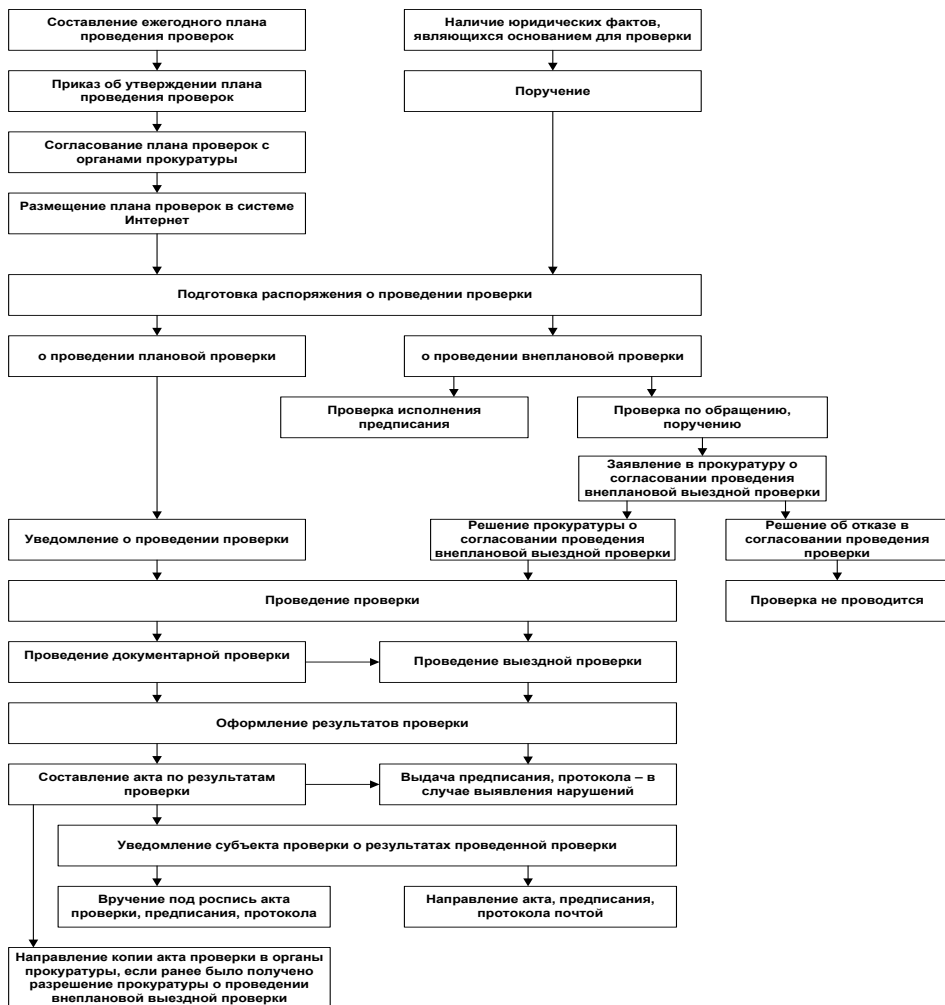 Составление ежегодного плана
проведения проверок
Наличие юридических фактов,
являющихся основанием для проверки
Приказ об утверждении плана
проведения проверок
Поручение
Согласование плана проверок с
органами прокуратуры
Размещение плана проверок в системе
Интернет
Подготовка распоряжения о проведении проверки
о проведении плановой проверки
о проведении внеплановой проверки
Проверка исполнения
предписания
Проверка по обращению,
поручению
Заявление в прокуратуру о
согласовании проведения
внеплановой выездной проверки
Уведомление о проведении проверки
Решение прокуратуры о
согласовании проведения
внеплановой выездной проверки
Решение об отказе в
согласовании проведения
проверки
Проведение проверки
Проверка не проводится
Проведение документарной проверки
Проведение выездной проверки
Оформление результатов проверки
Составление акта по результатам
проверки
Выдача предписания, протокола – в
случае выявления нарушений
Уведомление субъекта проверки о результатах проведенной проверки
Вручение под роспись акта
проверки, предписания, протокола
Направление акта, предписания,
протокола почтой
Направление копии акта проверки в органы
прокуратуры, если ранее было получено
разрешение прокуратуры о проведении
внеплановой выездной проверки